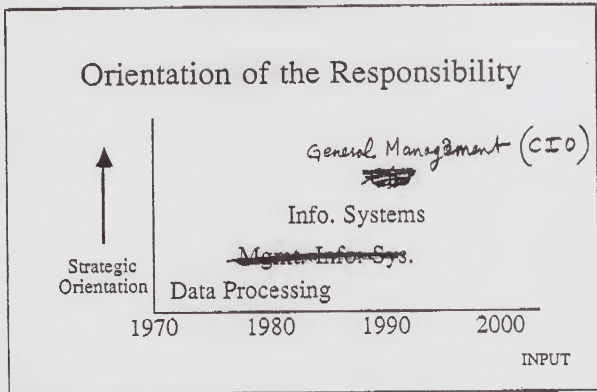 Orientation of the Responsibility
General Management (CIO)
Info. Systems
Mgmt. Infor. Sys.
Strategic
Orientation
Data Processing
1970 1980 1990 2000
INPUT